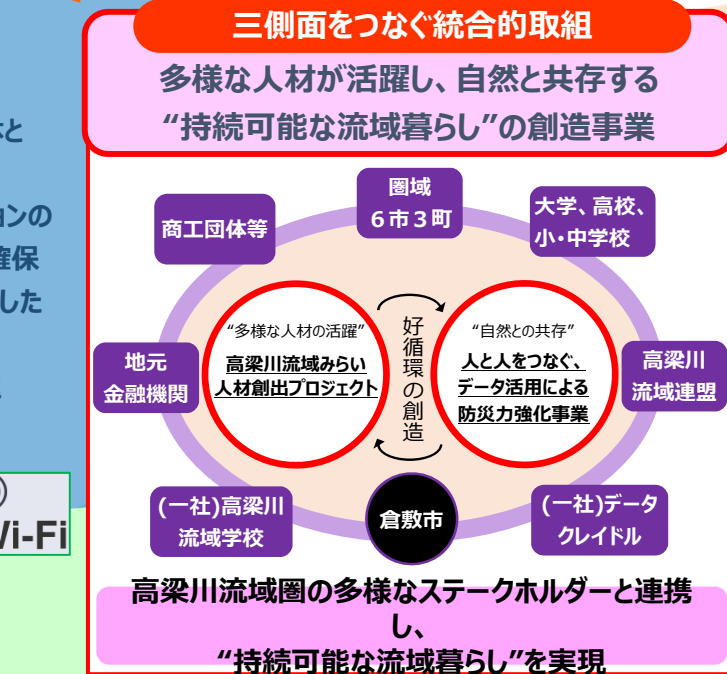 本と
ョンの
確保
した
)
Wi-Fi
三側面をつなぐ統合的取組
多様な人材が活躍し、自然と共存する
“持続可能な流域暮らし”の創造事業
圏域
６市３町
商工団体等
大学、高校、
小・中学校
“多様な人材の活躍”
高梁川流域みらい
人材創出プロジェクト
好循環の創造
“自然との共存”
人と人をつなぐ、
データ活用による
防災力強化事業
地元
金融機関
高梁川
流域連盟
(一社)高梁川
流域学校
倉敷市
(一社)データ
クレイドル
高梁川流域圏の多様なステークホルダーと連携
し、
“持続可能な流域暮らし”を実現